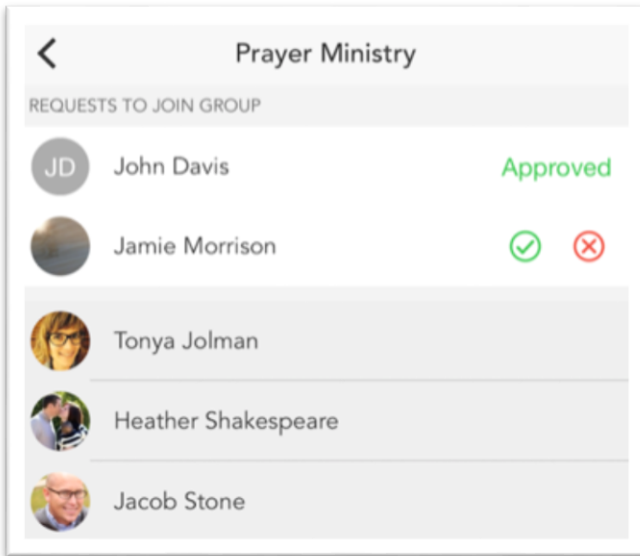 Prayer Ministry
REQUESTS TO JOIN GROUP
JD John Davis Approved
Jamie Morrison
Tonya Jolman
Heather Shakespeare
Jacob Stone